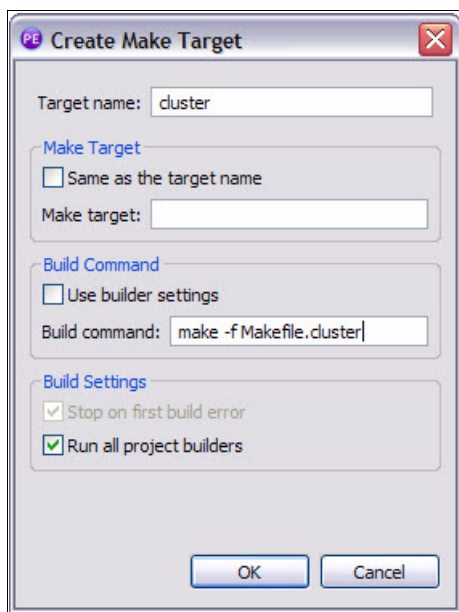 PE Create Make Target
Target name: cluster
Make Target
Same as the target name
Make target:
Build Command
Use builder settings
Build command: make -f Makefile.cluster
Build Settings
Stop on first build error
Run all project builders
OK Cancel